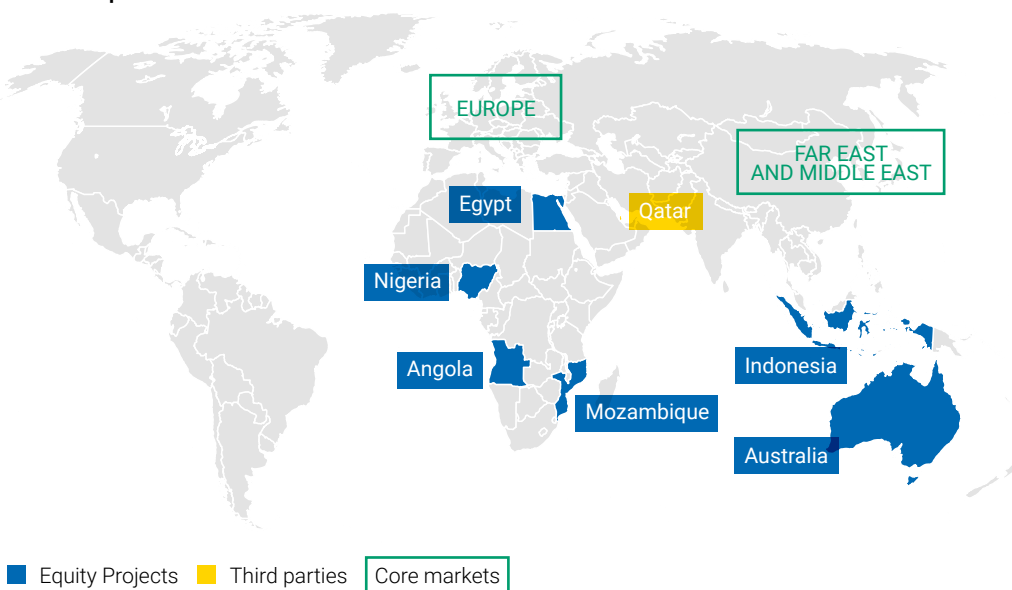 EUROPE
FAR EAST
AND MIDDLE EAST
Egypt
Qatar
Nigeria
Angola
Indonesia
Mozambique
Australia
Equity Projects
Third parties
Core markets